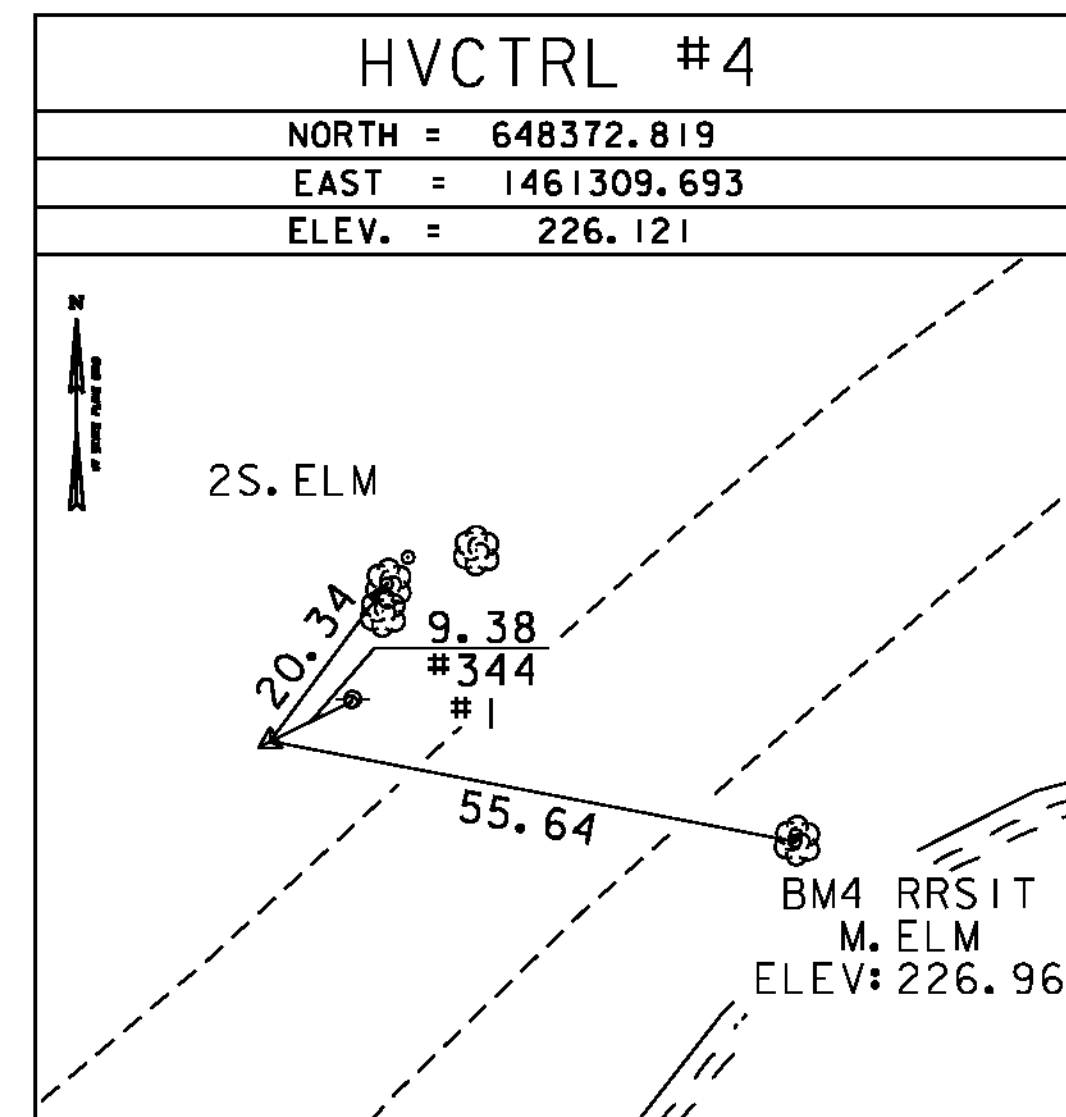 HVCTRL #4
NORTH = 648372.819
EAST = 1461309.693
ELEV. = 226.121
N
2S. ELM
20.34
9.38
#344
#1
55.64
BM4 RRSIT
M. ELM
ELEV: 226.96